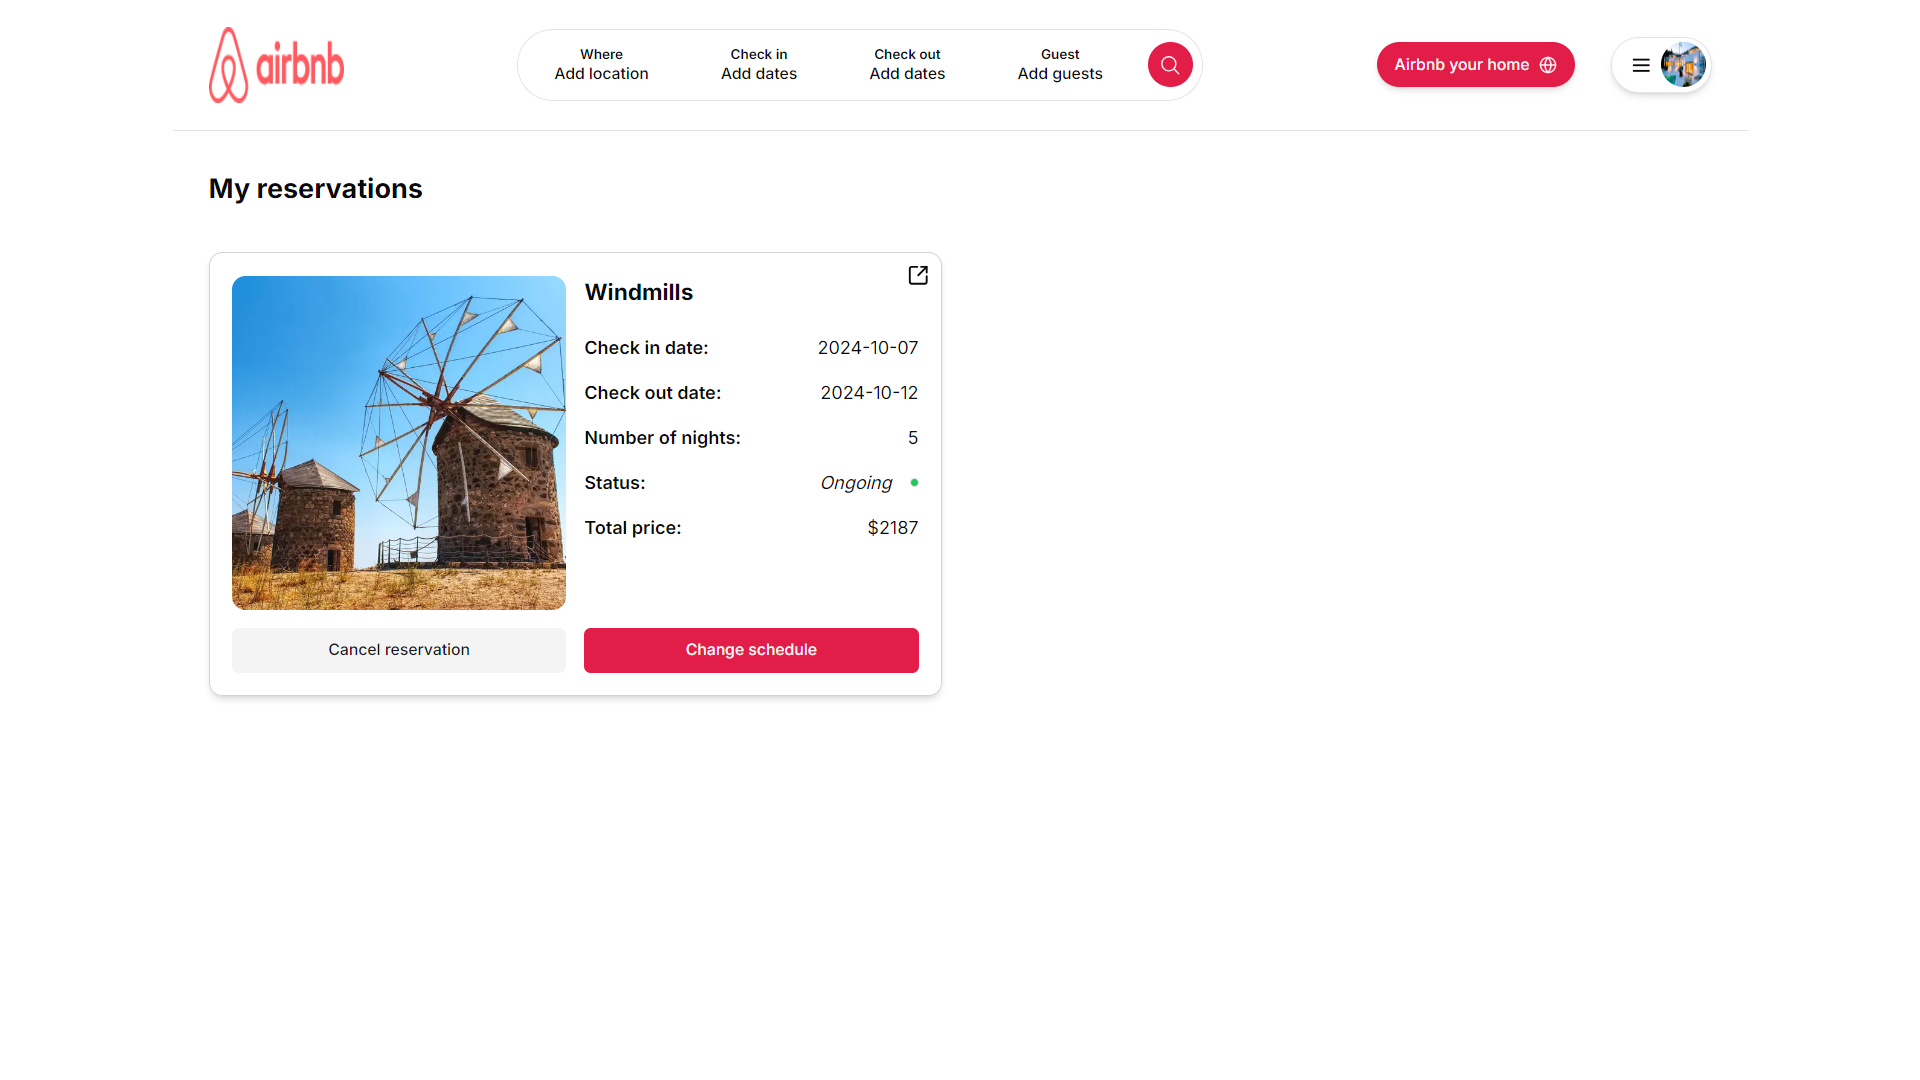 airbnb
Where
Add location
Check in
Add dates
Check out
Add dates
Guest
Add guests
Airbnb your home
My reservations
Windmills
Check in date: 2024-10-07
Check out date: 2024-10-12
Number of nights: 5
Status: Ongoing
Total price: $2187
Cancel reservation
Change schedule